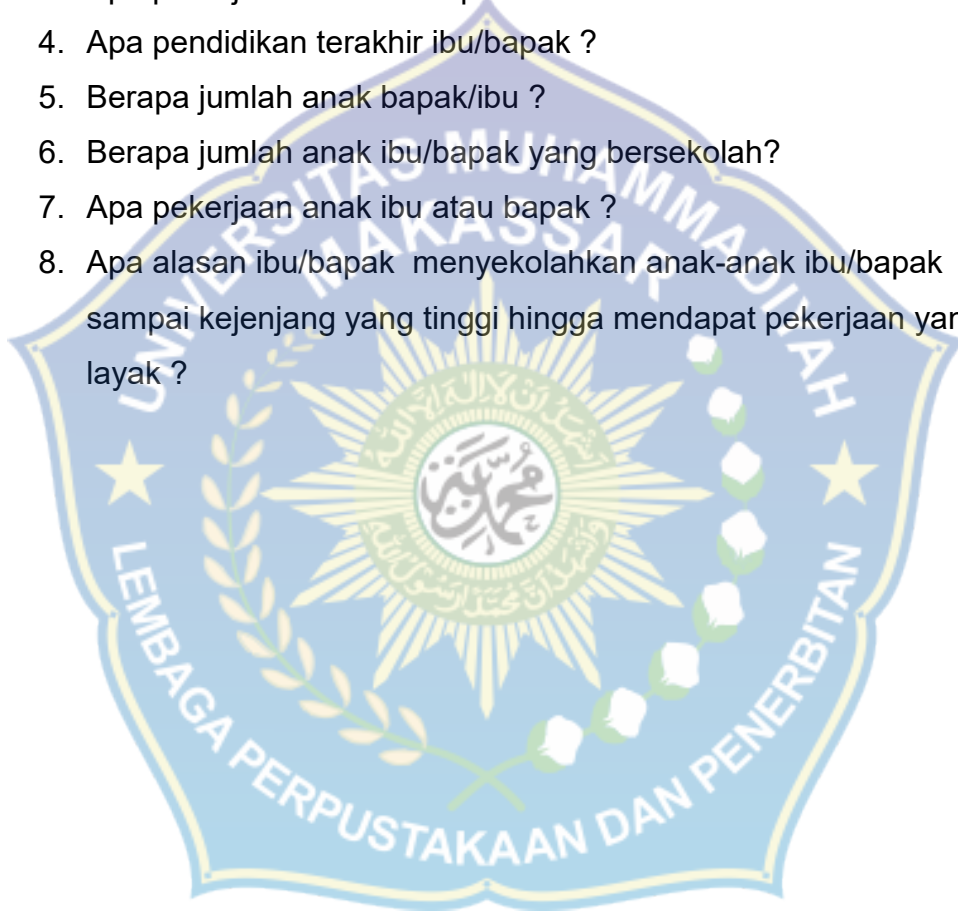 4. Apa pendidikan terakhir ibu/bapak ?
5. Berapa jumlah anak bapak/ibu ?
6. Berapa jumlah anak ibu/bapak yang bersekolah?
7. Apa pekerjaan anak ibu atau bapak ?
8. Apa alasan ibu/bapak menyekolahkan anak-anak ibu/bapak
sampai kejenjang yang tinggi hingga mendapat pekerjaan
layak ?
UNIVERSITAS MUHAMMADIYAH
MAKASSAR
LEMBAGA PERPUSTAKAAN DAN PENERBITAN